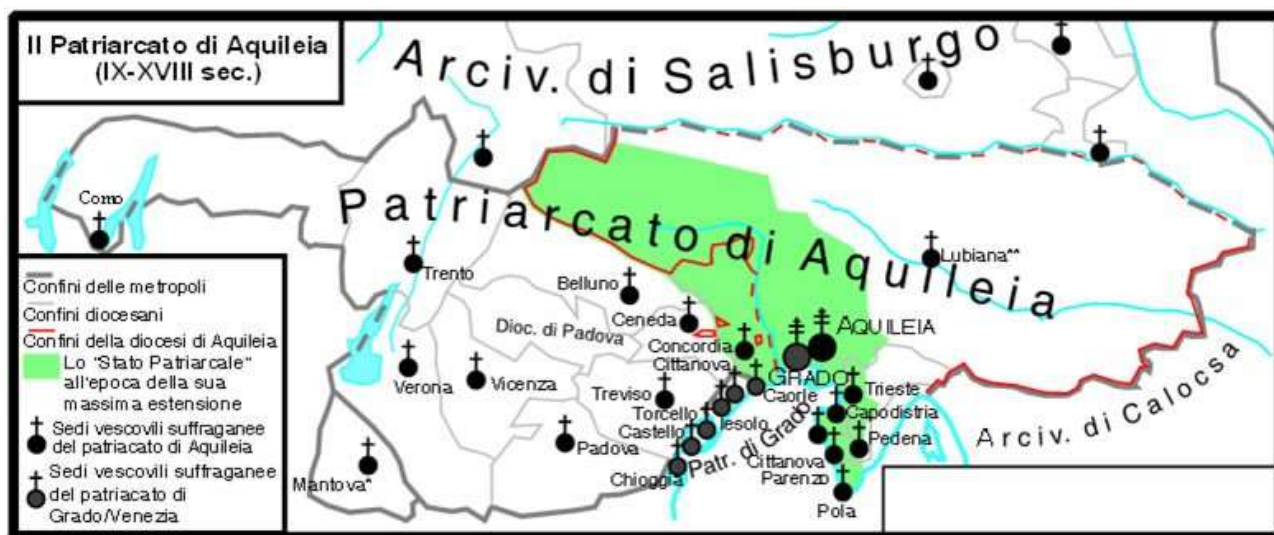 Il Patriarcato di Aquileia
(IX-XVIII sec.)
Arciv. di Salisburgo
Patriarcato di Aquileia
Como
Trento
Belluno
Ceneda
Dioc. di Padova
Lubiana**
AQUILEIA
Concordia
Cittanova
GRADO
Caorle
Trieste
Verona
Vicenza
Treviso
Torcello
Iesolo
Capodistria
Castello
Padova
Patr. di Grado
Pedena
Cittanova
Parenzo
Chioggia
Mantova*
Pola
Arciv. di Calocsa
Confini delle metropoli
Confini diocesani
Confini della diocesi di Aquileia
Lo "Stato Patriarcale"
all'epoca della sua
massima estensione
Sedi vescovili suffraganee
del patriacato di Aquileia
Sedi vescovili suffraganee
del patriacato di
Grado/Venezia